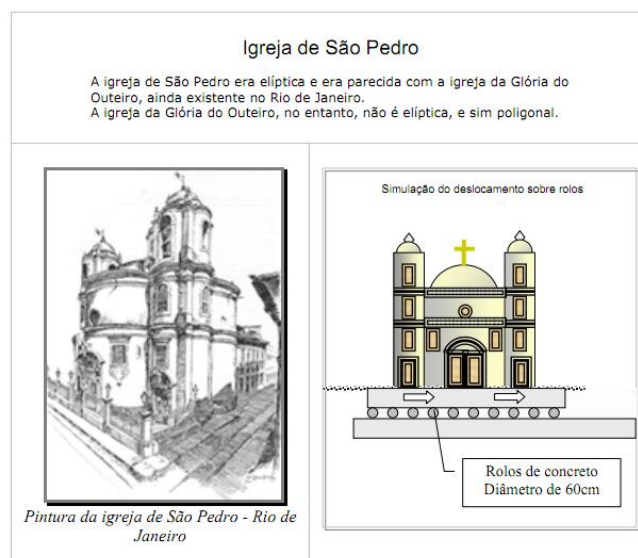 Igreja de São Pedro
A igreja de São Pedro era elíptica e era parecida com a igreja da Glória do
Outeiro, ainda existente no Rio de Janeiro.
A igreja da Glória do Outeiro, no entanto, não é elíptica, e sim poligonal.
Pintura da igreja de São Pedro - Rio de
Janeiro
Simulação do deslocamento sobre rolos
Rolos de concreto
Diâmetro de 60cm